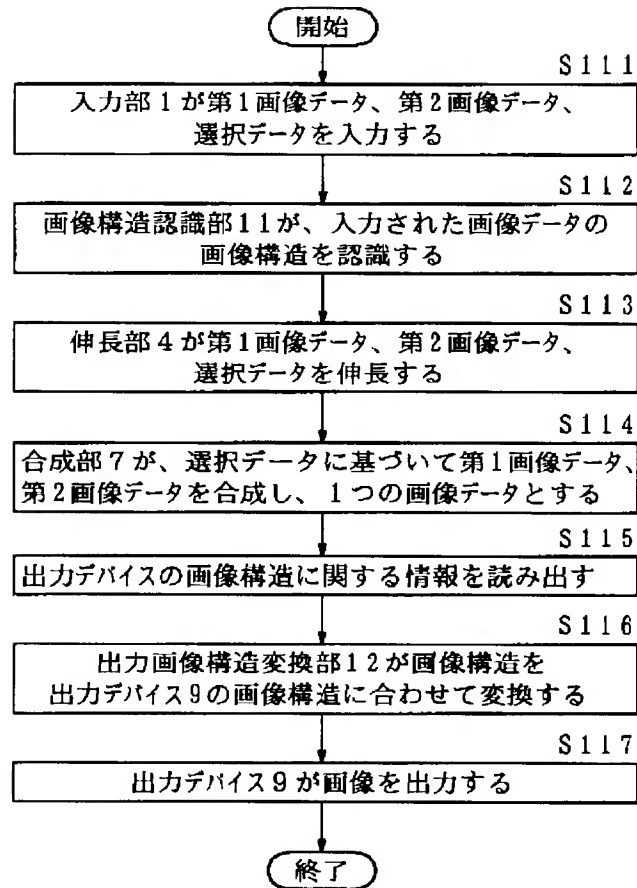 開始
S111
入力部1が第1画像データ、第2画像データ、
選択データを入力する
S112
画像構造認識部11が、入力された画像データの
画像構造を認識する
S113
伸長部4が第1画像データ、第2画像データ、
選択データを伸長する
S114
合成部7が、選択データに基づいて第1画像データ、
第2画像データを合成し、1つの画像データとする
S115
出力デバイスの画像構造に関する情報を読み出す
S116
出力画像構造変換部12が画像構造を
出力デバイス9の画像構造に合わせて変換する
S117
出力デバイス9が画像を出力する
終了